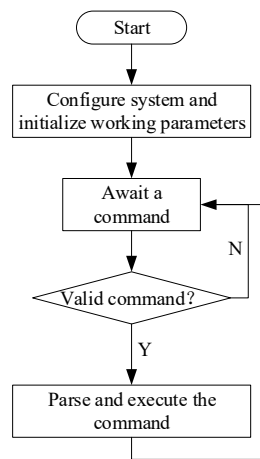 Start
Configure system and
initialize working parameters
Await a
command
N
Valid command?
Y
Parse and execute the
command